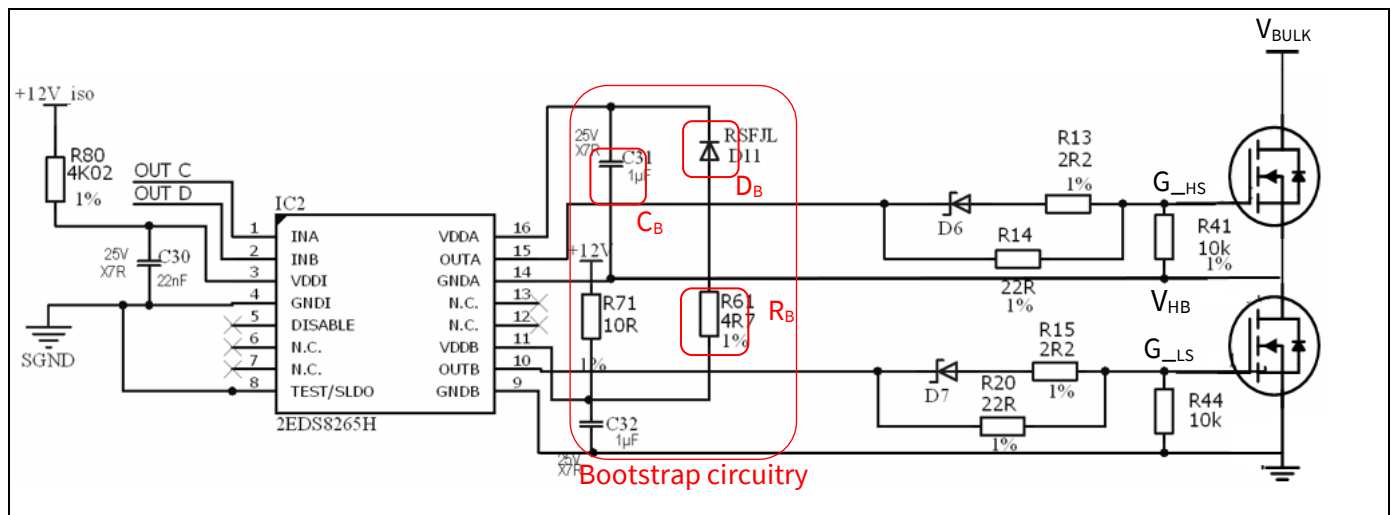 V_BULK
+12V_iso
R80
4K02
1%
OUT C
OUT D
25V
X7R
C30
22nF
SGND
IC2
1 INA VDDA 16
2 INB OUTA 15
3 VDDI GNDA 14
4 GNDI N.C. 13
5 DISABLE N.C. 12
6 N.C. VDDB 11
7 N.C. OUTB 10
8 TEST/SLDO GNDB 9
2EDS8265H
25V
X7R
C31
1µF
C_B
RSFJL
D11
D_B
+12V
R71
10R
1%
R61
4R7
1%
R_B
C32
1µF
25V
X7R
Bootstrap circuitry
D6
R13
2R2
1%
R14
22R
1%
G_HS
R41
10k
1%
V_HB
D7
R15
2R2
1%
R20
22R
1%
G_LS
R44
10k